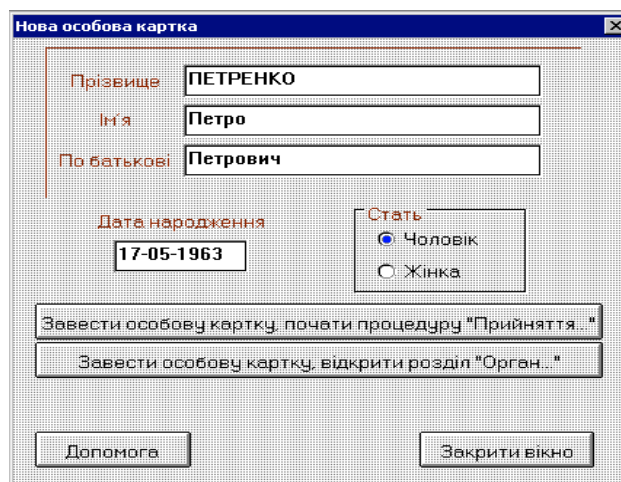 Нова особова картка
Прізвище ПЕТРЕНКО
Ім'я Петро
По батькові Петрович
Дата народження
17-05-1963
Стать
Чоловік
Жінка
Завести особову картку, почати процедуру "Прийняття..."
Завести особову картку, відкрити розділ "Орган..."
Допомога Закрити вікно